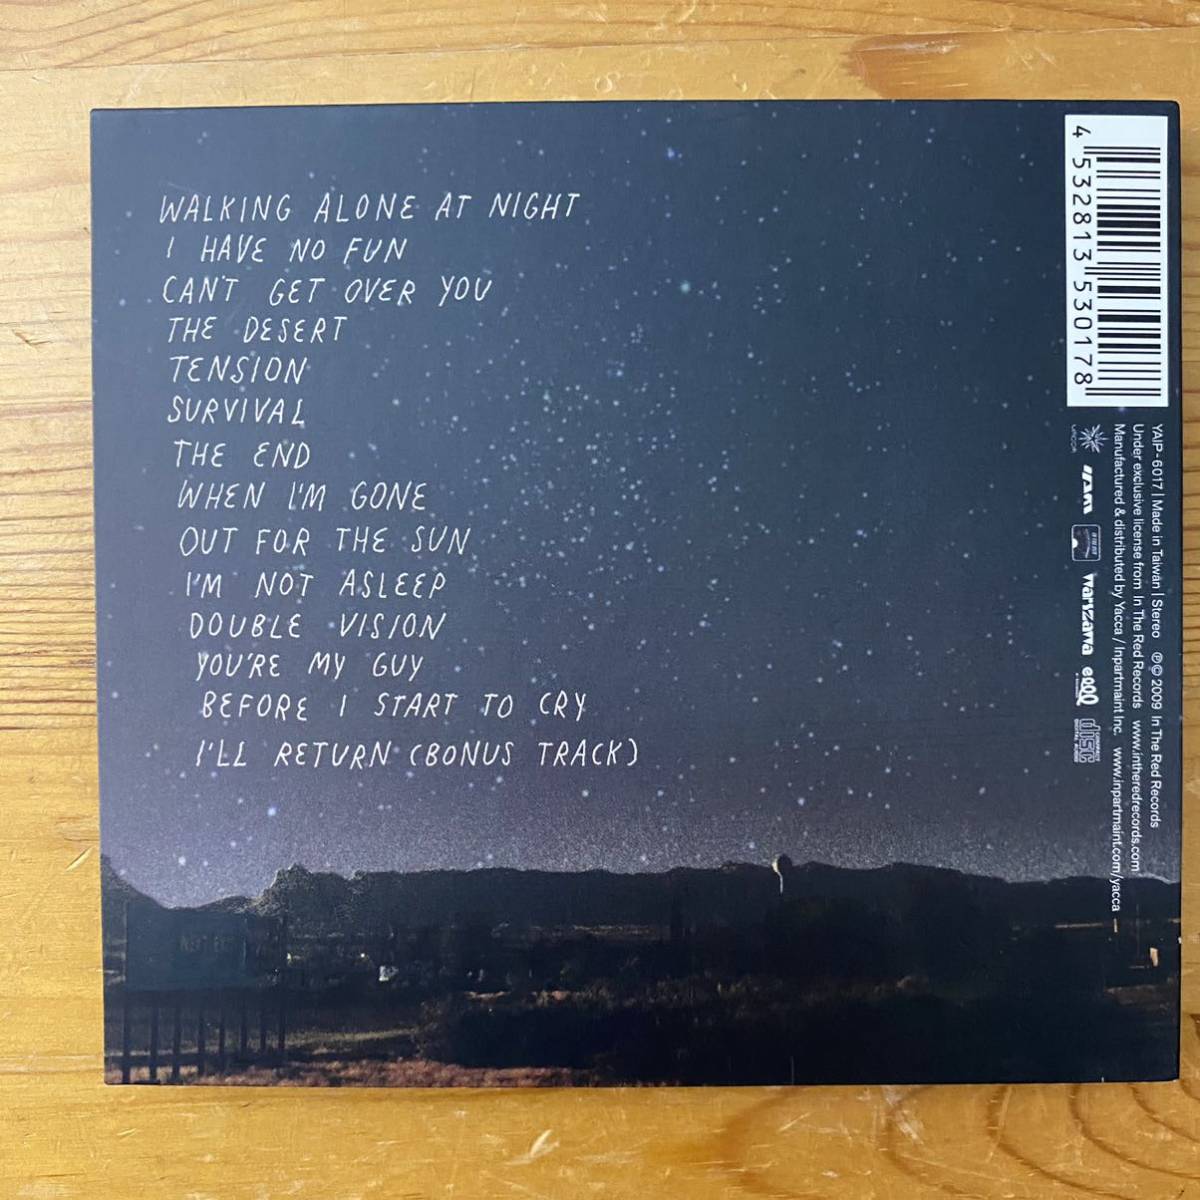 WALKING ALONE AT NIGHT
I HAVE NO FUN
CAN'T GET OVER YOU
THE DESERT
TENSION
SURVIVAL
THE END
WHEN I'M GONE
OUT FOR THE SUN
I'M NOT ASLEEP
DOUBLE VISION
YOU'RE MY GUY
BEFORE I START TO CRY
I'LL RETURN (BONUS TRACK)
4 532813 530178
YAIP-6017 | Made in Taiwan | Stereo ℗© 2009 In The Red Records
Under exclusive license from In The Red Records www.intheredrecords.com
Manufactured & distributed by Yacca / Inpartmaint Inc. www.inpartmaint.com/yacca
warszawa
disc